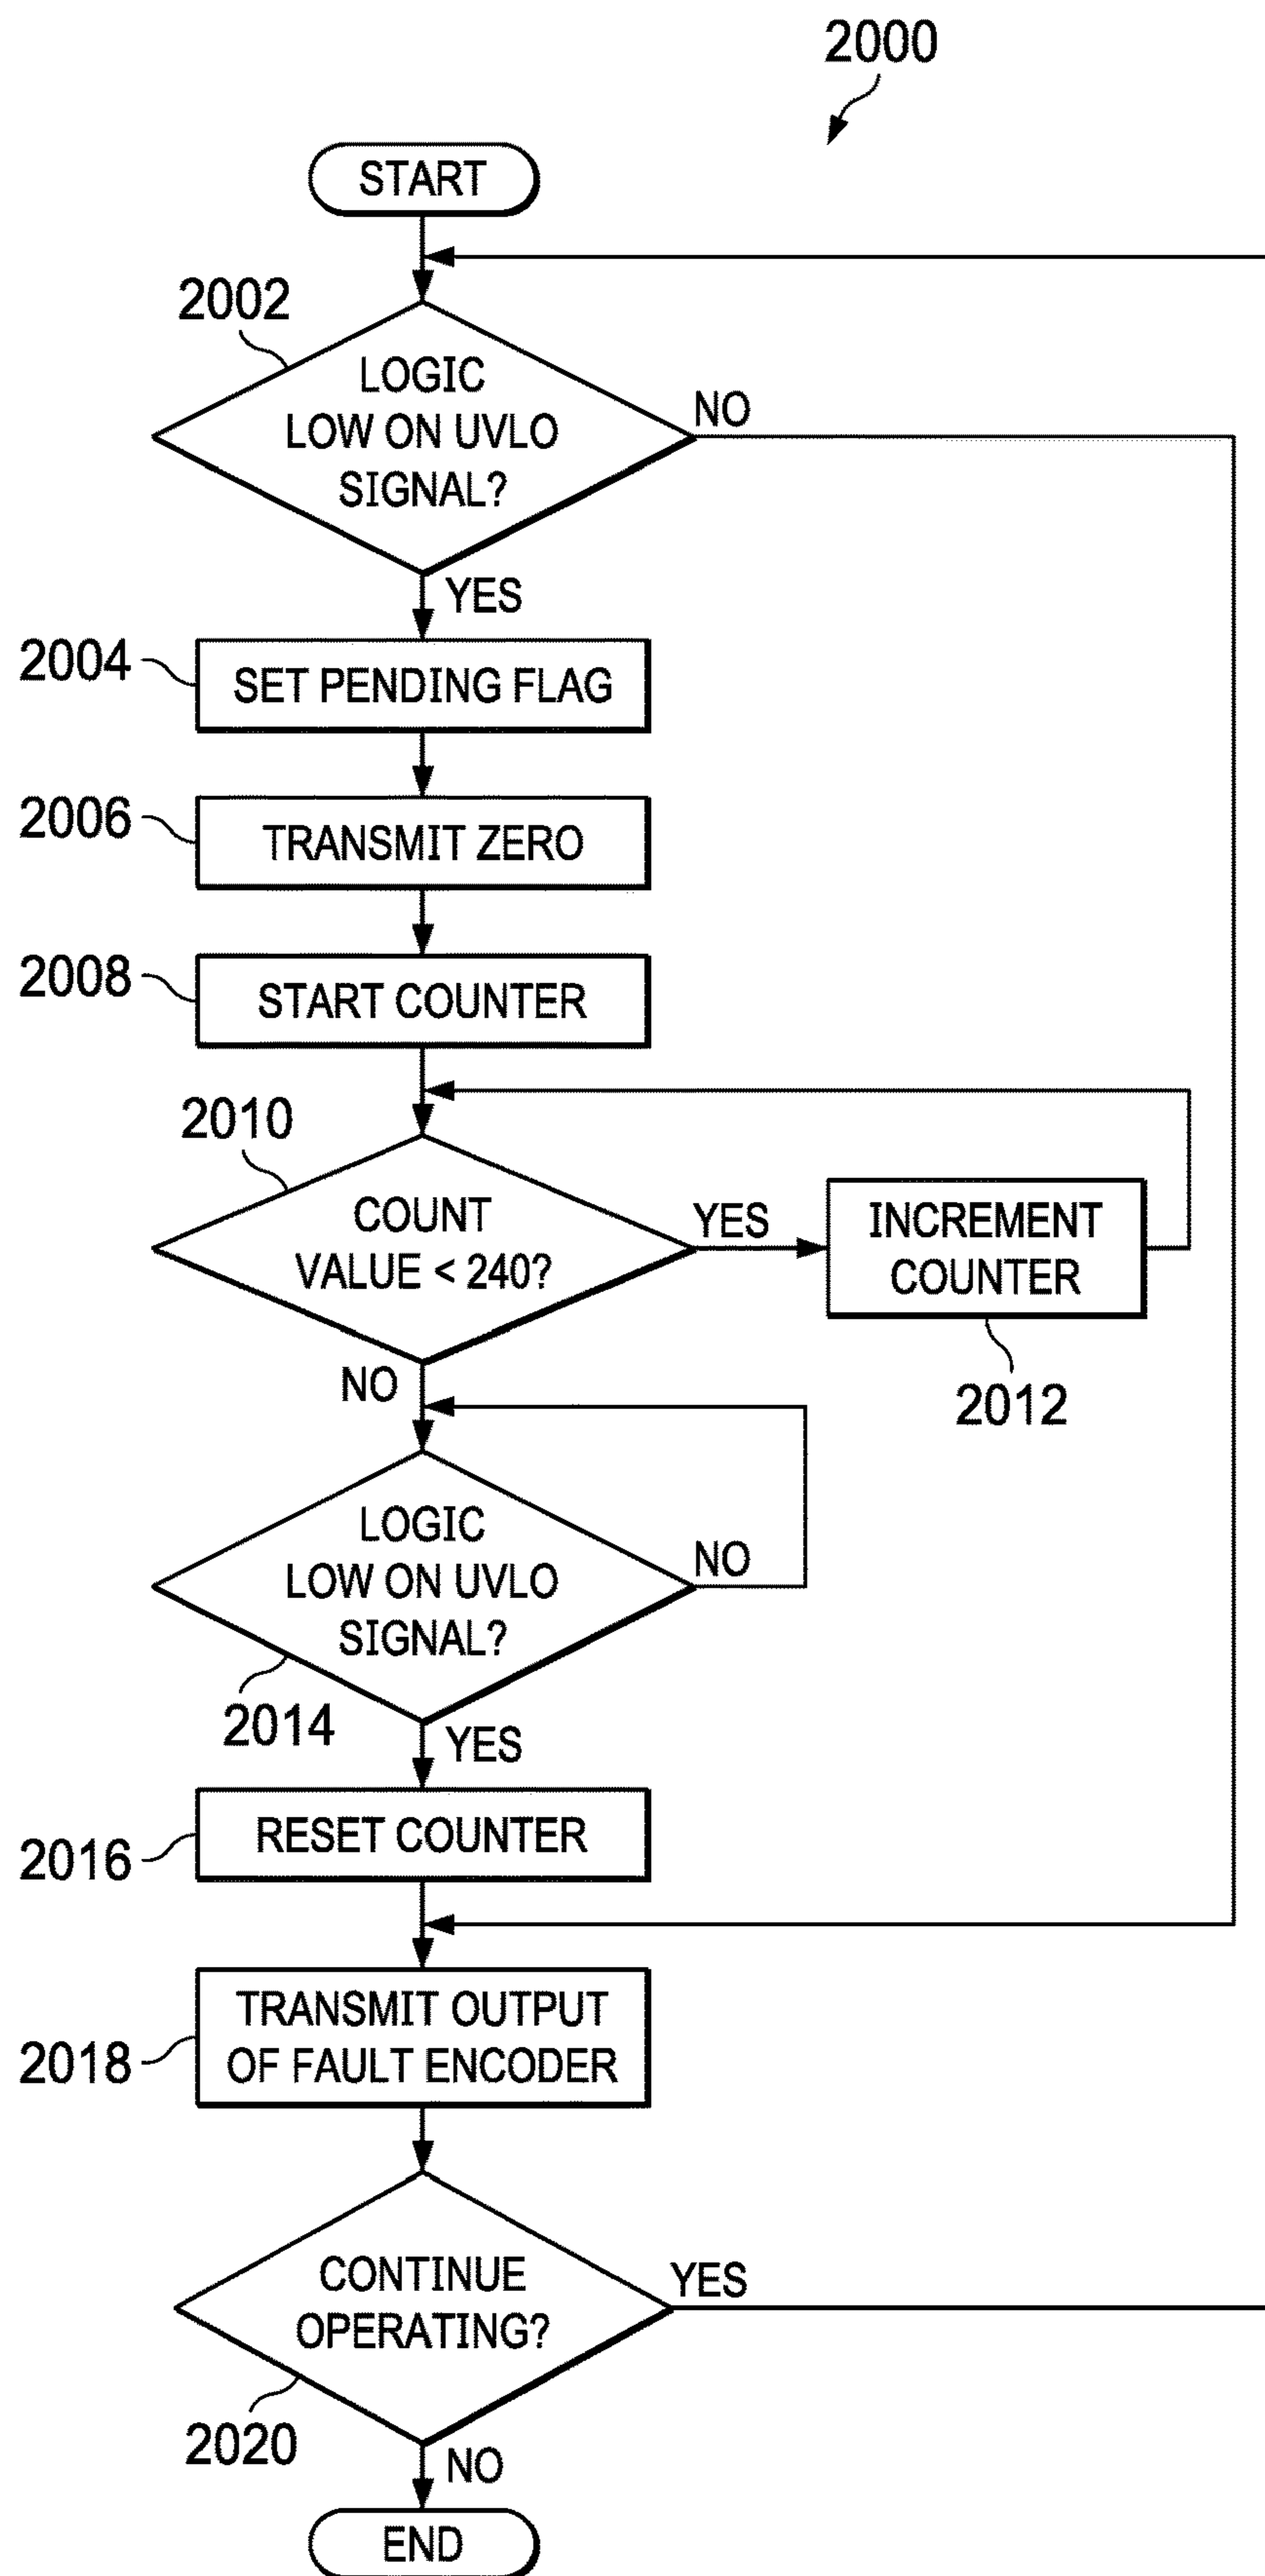 2000
START
2002
LOGIC
LOW ON UVLO
SIGNAL?
NO
YES
2004
SET PENDING FLAG
2006
TRANSMIT ZERO
2008
START COUNTER
2010
COUNT
VALUE < 240?
YES
INCREMENT
COUNTER
2012
NO
LOGIC
LOW ON UVLO
SIGNAL?
NO
2014
YES
RESET COUNTER
2016
TRANSMIT OUTPUT
OF FAULT ENCODER
2018
CONTINUE
OPERATING?
YES
2020
NO
END